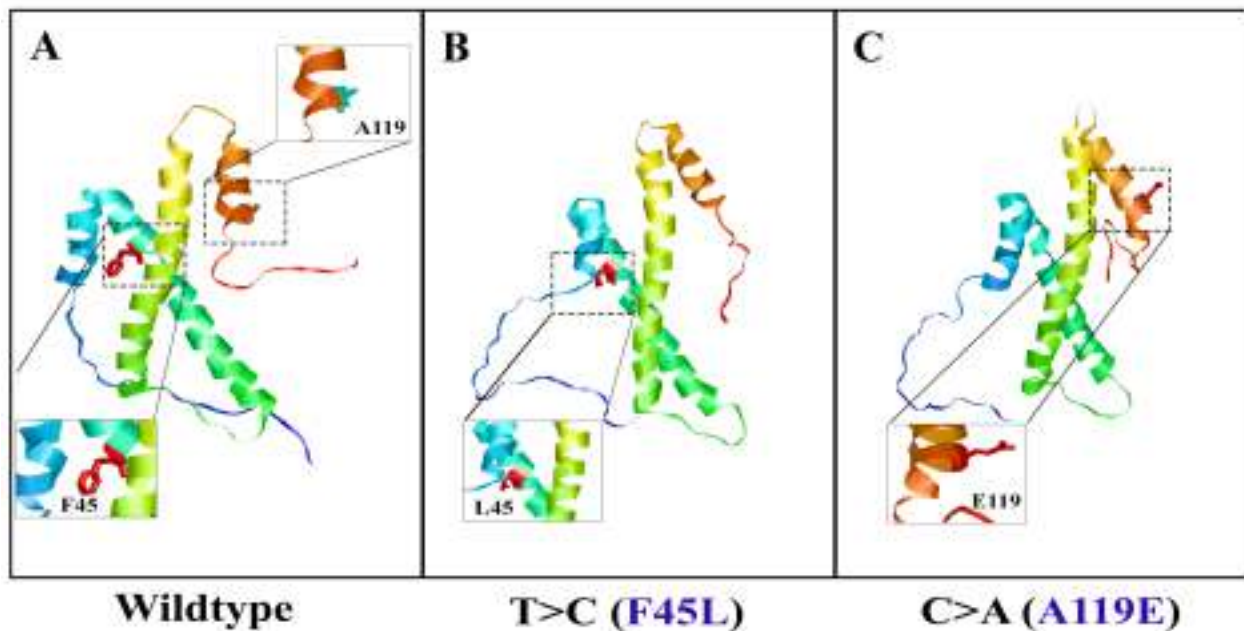 A
B
C
A119
F45
L45
E119
Wildtype
T>C (F45L)
C>A (A119E)